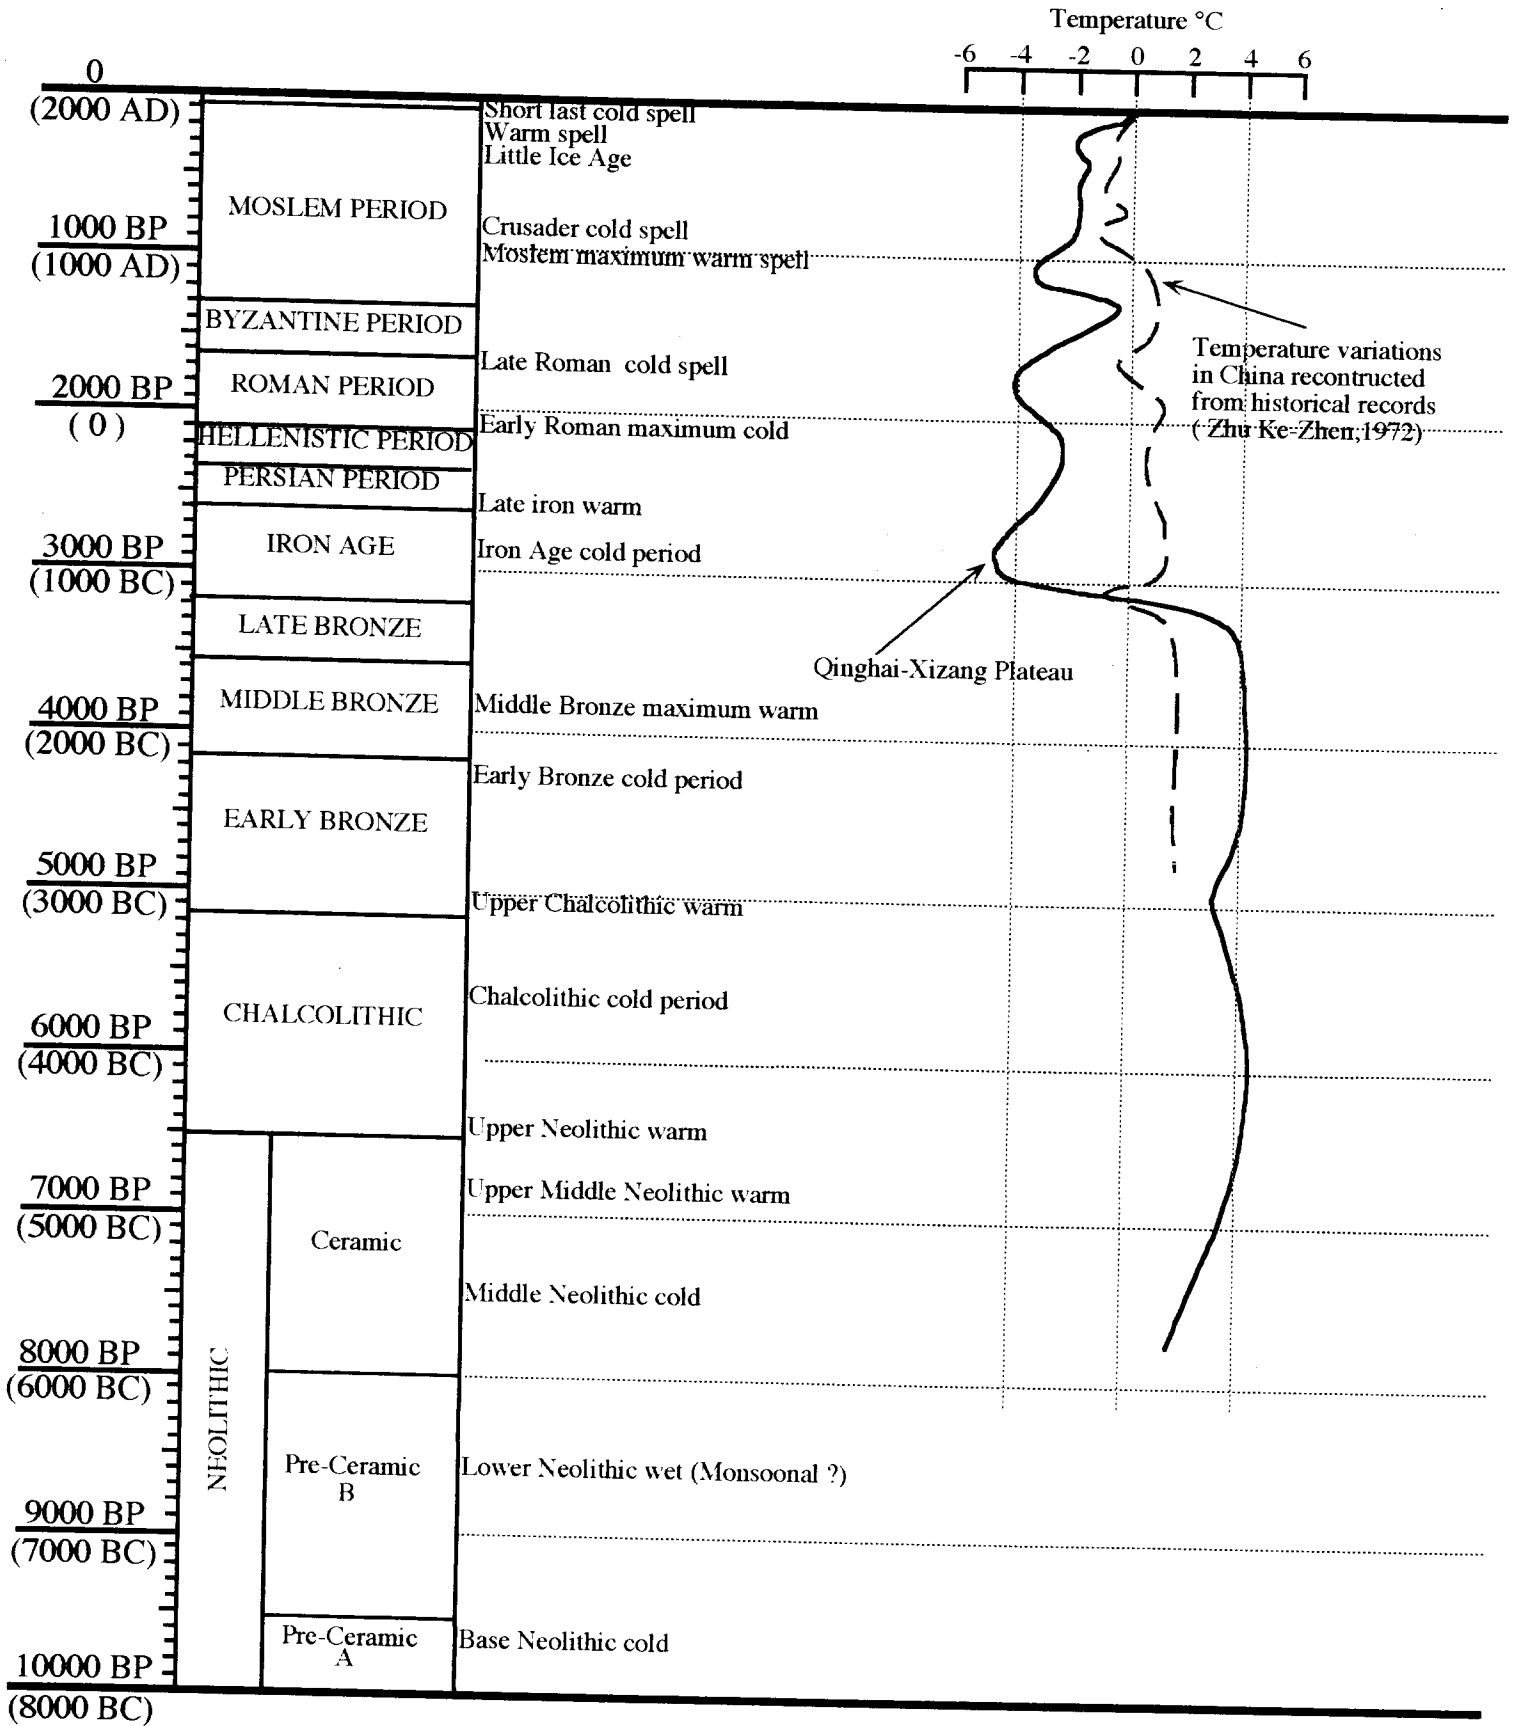 Temperature °C
-6 -4 -2 0 2 4 6
0
(2000 AD)
1000 BP
(1000 AD)
2000 BP
( 0 )
3000 BP
(1000 BC)
4000 BP
(2000 BC)
5000 BP
(3000 BC)
6000 BP
(4000 BC)
7000 BP
(5000 BC)
8000 BP
(6000 BC)
9000 BP
(7000 BC)
10000 BP
(8000 BC)
MOSLEM PERIOD
BYZANTINE PERIOD
ROMAN PERIOD
HELLENISTIC PERIOD
PERSIAN PERIOD
IRON AGE
LATE BRONZE
MIDDLE BRONZE
EARLY BRONZE
CHALCOLITHIC
NEOLITHIC
Ceramic
Pre-Ceramic
B
Pre-Ceramic
A
Short last cold spell
Warm spell
Little Ice Age
Crusader cold spell
Moslem maximum warm spell
Late Roman cold spell
Early Roman maximum cold
Late iron warm
Iron Age cold period
Middle Bronze maximum warm
Early Bronze cold period
Upper Chalcolithic warm
Chalcolithic cold period
Upper Neolithic warm
Upper Middle Neolithic warm
Middle Neolithic cold
Lower Neolithic wet (Monsoonal ?)
Base Neolithic cold
Temperature variations
in China recontructed
from historical records
( Zhu Ke-Zhen;1972)
Qinghai-Xizang Plateau